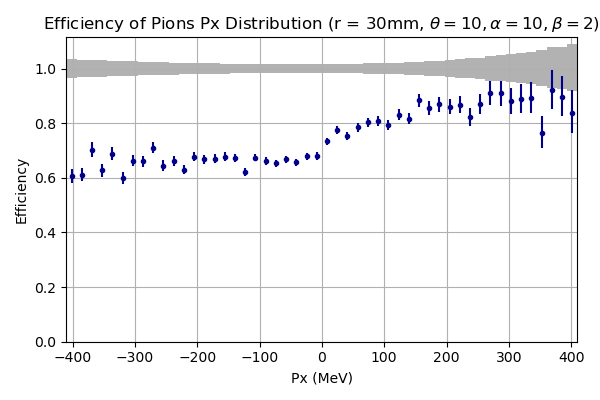 Efficiency of Pions Px Distribution (r = 30mm, θ = 10, α = 10, β = 2)
1.0
0.8
0.6
0.4
0.2
0.0
Efficiency
−400 −300 −200 −100 0 100 200 300 400
Px (MeV)